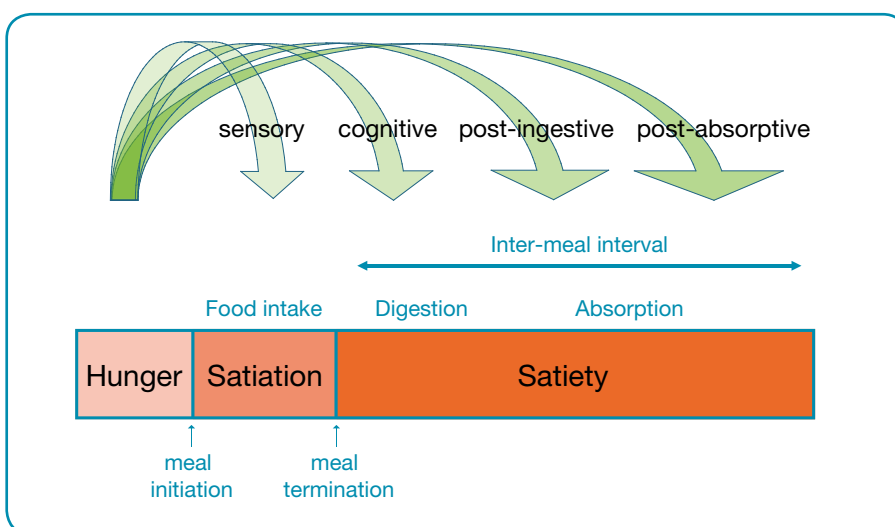 sensory cognitive post-ingestive post-absorptive
Inter-meal interval
Food intake Digestion Absorption
Hunger Satiation Satiety
meal
initiation
meal
termination